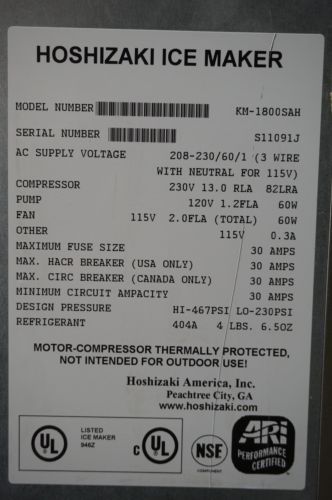 HOSHIZAKI ICE MAKER
MODEL NUMBER KM-1800SAH
SERIAL NUMBER S11091J
AC SUPPLY VOLTAGE 208-230/60/1 (3 WIRE
WITH NEUTRAL FOR 115V)
COMPRESSOR 230V 13.0 RLA 82LRA
PUMP 120V 1.2FLA 60W
FAN 115V 2.0FLA (TOTAL) 60W
OTHER 115V 0.3A
MAXIMUM FUSE SIZE 30 AMPS
MAX. HACR BREAKER (USA ONLY) 30 AMPS
MAX. CIRC BREAKER (CANADA ONLY) 30 AMPS
MINIMUM CIRCUIT AMPACITY 30 AMPS
DESIGN PRESSURE HI-467PSI LO-230PSI
REFRIGERANT 404A 4 LBS. 6.5OZ
MOTOR-COMPRESSOR THERMALLY PROTECTED,
NOT INTENDED FOR OUTDOOR USE!
Hoshizaki America, Inc.
Peachtree City, GA
www.hoshizaki.com
UL LISTED
ICE MAKER
946Z
C UL
NSF
ARI
PERFORMANCE
CERTIFIED